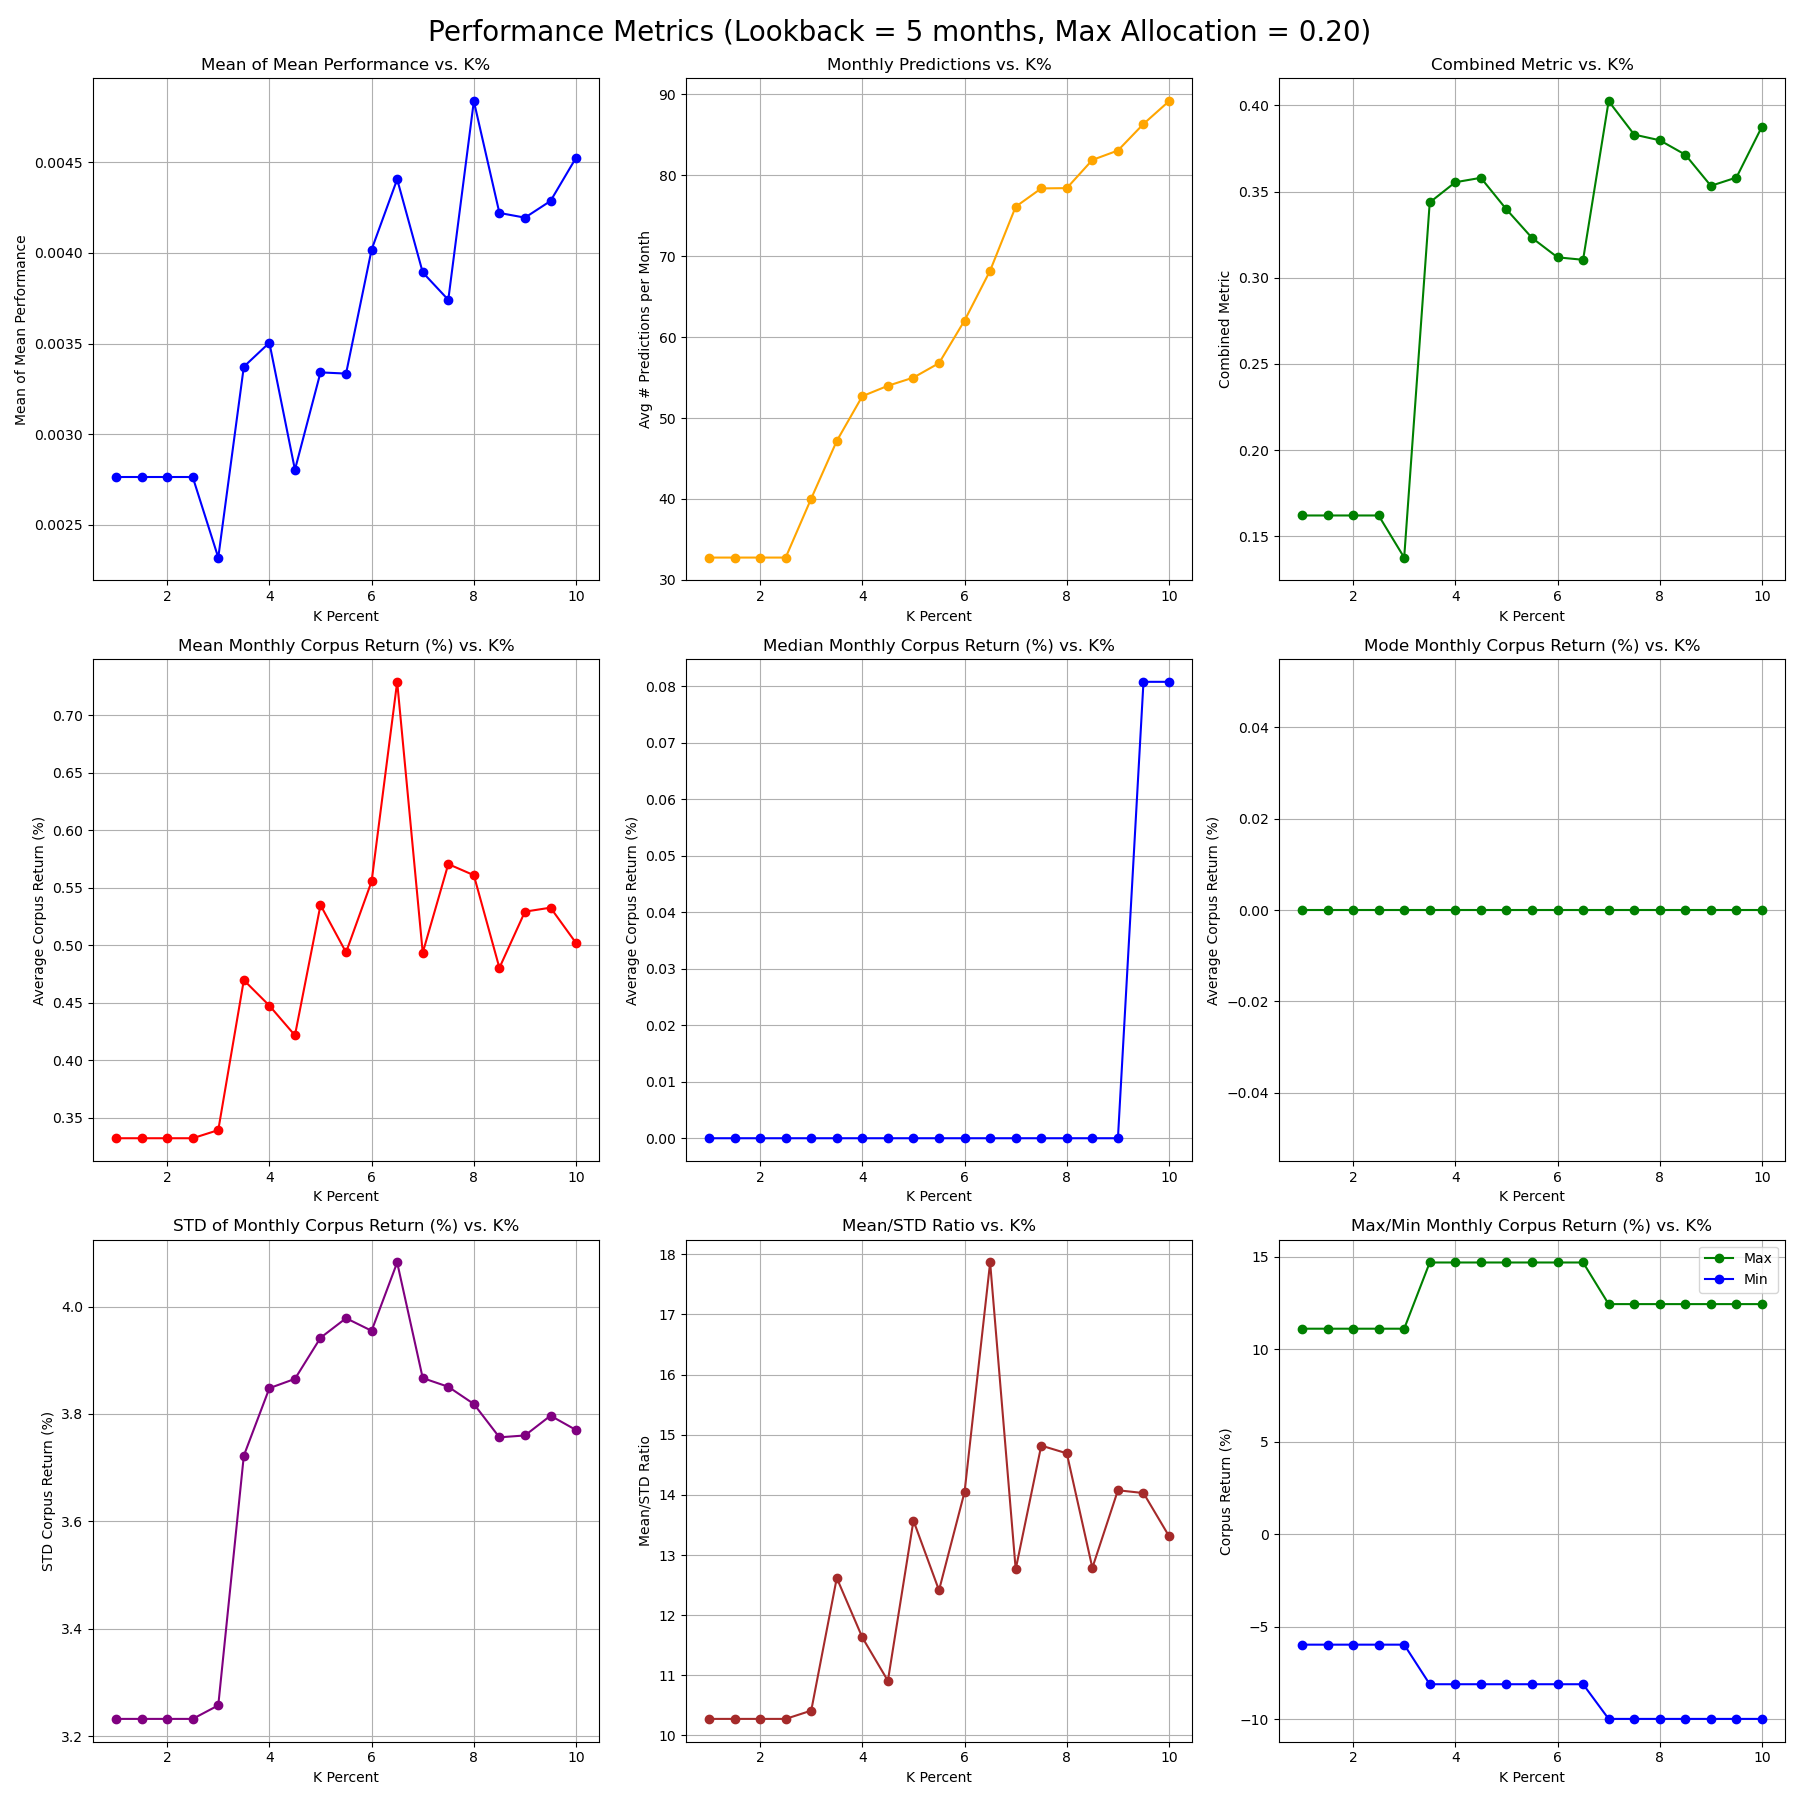 Performance Metrics (Lookback = 5 months, Max Allocation = 0.20)
Mean of Mean Performance vs. K%
Mean of Mean Performance
0.0045
0.0040
0.0035
0.0030
0.0025
2 4 6 8 10
K Percent
Monthly Predictions vs. K%
Avg # Predictions per Month
90
80
70
60
50
40
30
2 4 6 8 10
K Percent
Combined Metric vs. K%
Combined Metric
0.40
0.35
0.30
0.25
0.20
0.15
2 4 6 8 10
K Percent
Mean Monthly Corpus Return (%) vs. K%
Average Corpus Return (%)
0.70
0.65
0.60
0.55
0.50
0.45
0.40
0.35
2 4 6 8 10
K Percent
Median Monthly Corpus Return (%) vs. K%
Average Corpus Return (%)
0.08
0.07
0.06
0.05
0.04
0.03
0.02
0.01
0.00
2 4 6 8 10
K Percent
Mode Monthly Corpus Return (%) vs. K%
Average Corpus Return (%)
0.04
0.02
0.00
−0.02
−0.04
2 4 6 8 10
K Percent
STD of Monthly Corpus Return (%) vs. K%
STD Corpus Return (%)
4.0
3.8
3.6
3.4
3.2
2 4 6 8 10
K Percent
Mean/STD Ratio vs. K%
Mean/STD Ratio
18
17
16
15
14
13
12
11
10
2 4 6 8 10
K Percent
Max/Min Monthly Corpus Return (%) vs. K%
Corpus Return (%)
15
10
5
0
−5
−10
Max
Min
2 4 6 8 10
K Percent